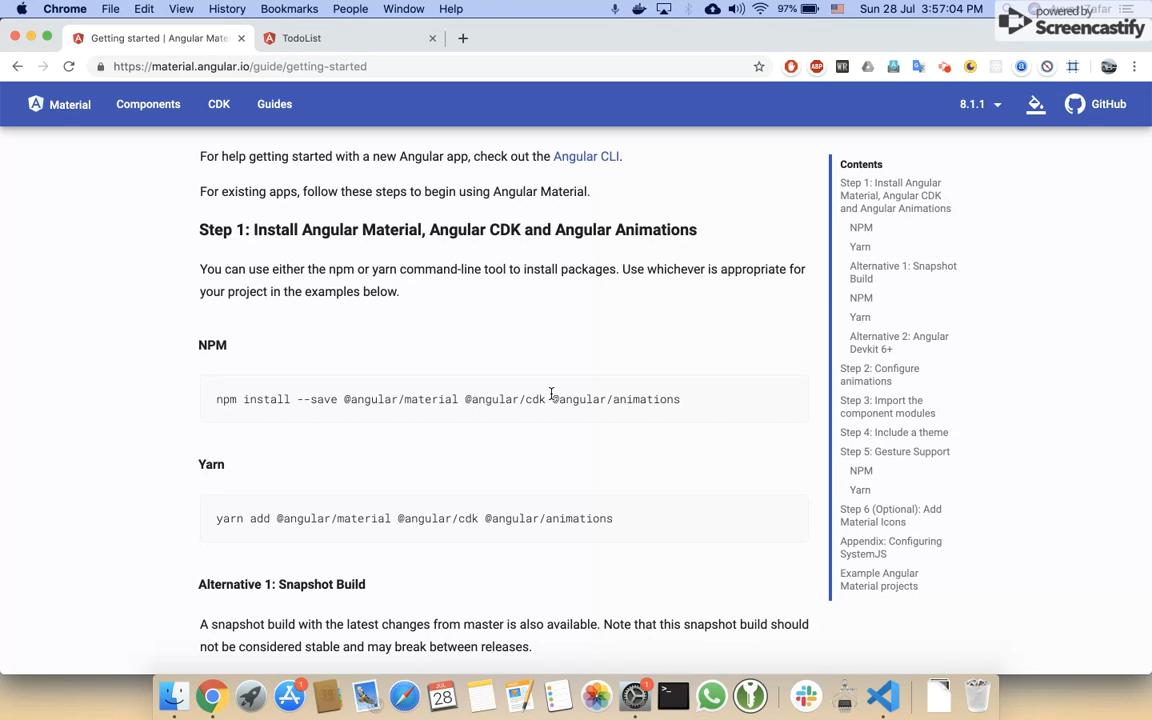 Chrome File Edit View History Bookmarks People Window Help 97% Sun 28 Jul 3:57:04 PM
powered by
Screencastify
Getting started | Angular Mate
TodoList
https://material.angular.io/guide/getting-started
ABP
WR
Material Components CDK Guides 8.1.1 GitHub
For help getting started with a new Angular app, check out the Angular CLI.
For existing apps, follow these steps to begin using Angular Material.
Step 1: Install Angular Material, Angular CDK and Angular Animations
You can use either the npm or yarn command-line tool to install packages. Use whichever is appropriate for
your project in the examples below.
NPM
npm install --save @angular/material @angular/cdk @angular/animations
Yarn
yarn add @angular/material @angular/cdk @angular/animations
Alternative 1: Snapshot Build
A snapshot build with the latest changes from master is also available. Note that this snapshot build should
not be considered stable and may break between releases.
Contents
Step 1: Install Angular
Material, Angular CDK
and Angular Animations
NPM
Yarn
Alternative 1: Snapshot
Build
NPM
Yarn
Alternative 2: Angular
Devkit 6+
Step 2: Configure
animations
Step 3: Import the
component modules
Step 4: Include a theme
Step 5: Gesture Support
NPM
Yarn
Step 6 (Optional): Add
Material Icons
Appendix: Configuring
SystemJS
Example Angular
Material projects
1
JUL
28
1